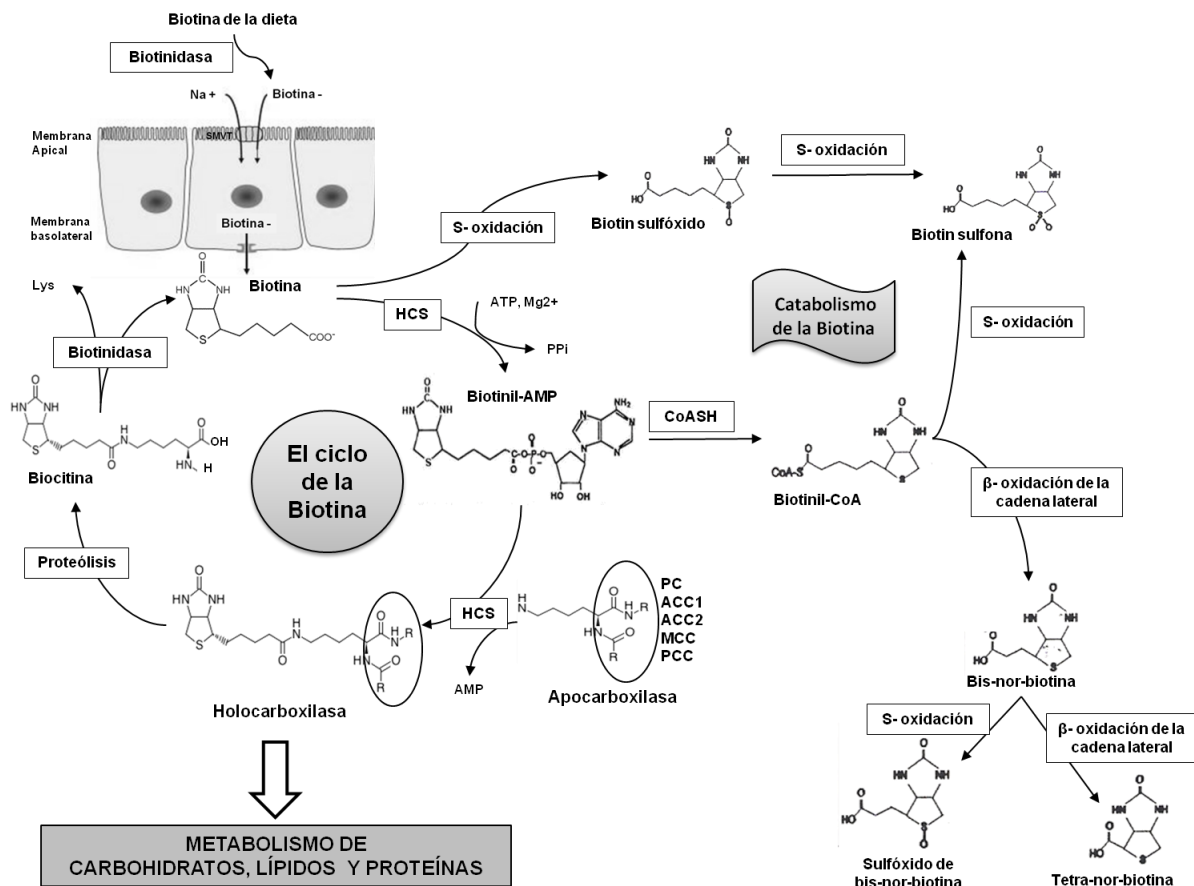 Biotina de la dieta
Biotinidasa
Na +
Biotina -
Membrana
Apical
SMVT
Membrana
basolateral
Biotina -
Biotina
S- oxidación
Biotin sulfóxido
S- oxidación
Biotin sulfona
Lys
Biotinidasa
HCS
ATP, Mg2+
PPi
Catabolismo
de la Biotina
S- oxidación
Biocitina
El ciclo
de la
Biotina
Biotinil-AMP
CoASH
Biotinil-CoA
β- oxidación de la
cadena lateral
Proteólisis
Holocarboxilasa
HCS
AMP
Apocarboxilasa
PC
ACC1
ACC2
MCC
PCC
Bis-nor-biotina
S- oxidación
β- oxidación de la
cadena lateral
Sulfóxido de
bis-nor-biotina
Tetra-nor-biotina
METABOLISMO DE
CARBOHIDRATOS, LÍPIDOS Y PROTEÍNAS